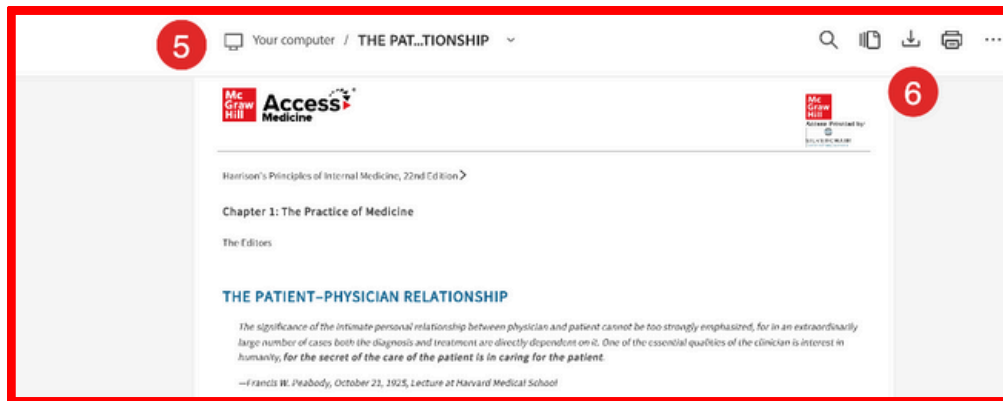 5
Your computer / THE PAT...TIONSHIP
6
Mc
Graw
Hill
Access
Medicine
Mc
Graw
Hill
Access Provided by:
Harrison's Principles of Internal Medicine, 22nd Edition
Chapter 1: The Practice of Medicine
The Editors
THE PATIENT–PHYSICIAN RELATIONSHIP
The significance of the intimate personal relationship between physician and patient cannot be too strongly emphasized, for in an extraordinarily
large number of cases both the diagnosis and treatment are directly dependent on it. One of the essential qualities of the clinician is interest in
humanity, for the secret of the care of the patient is in caring for the patient.
—Francis W. Peabody, October 21, 1925, Lecture at Harvard Medical School